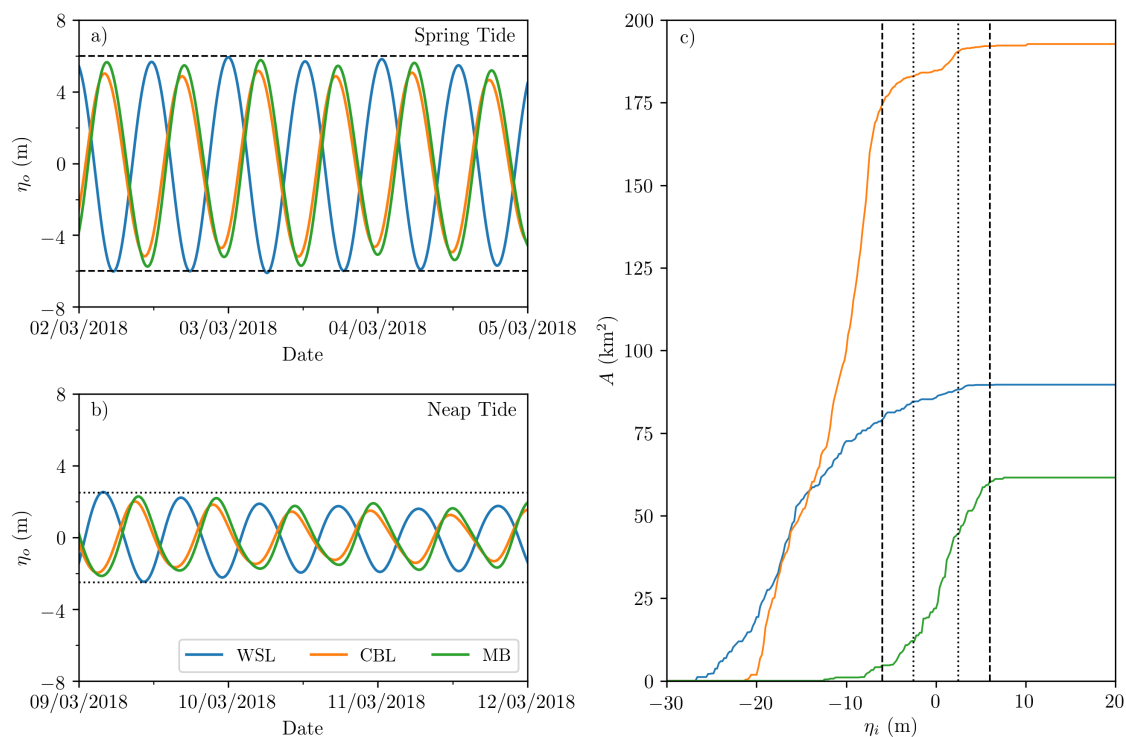 a)
Spring Tide
8
4
0
−4
−8
η_o (m)
02/03/2018 03/03/2018 04/03/2018 05/03/2018
Date
b)
Neap Tide
8
4
0
−4
−8
η_o (m)
WSL CBL MB
09/03/2018 10/03/2018 11/03/2018 12/03/2018
Date
c)
200
175
150
125
100
75
50
25
0
A (km²)
−30 −20 −10 0 10 20
η_i (m)